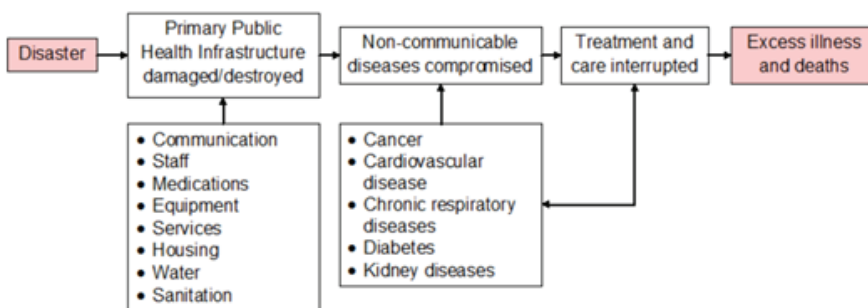 Disaster
Primary Public
Health Infrastructure
damaged/destroyed
Non-communicable
diseases compromised
Treatment and
care interrupted
Excess illness
and deaths
• Communication
• Staff
• Medications
• Equipment
• Services
• Housing
• Water
• Sanitation
• Cancer
• Cardiovascular
disease
• Chronic respiratory
diseases
• Diabetes
• Kidney diseases